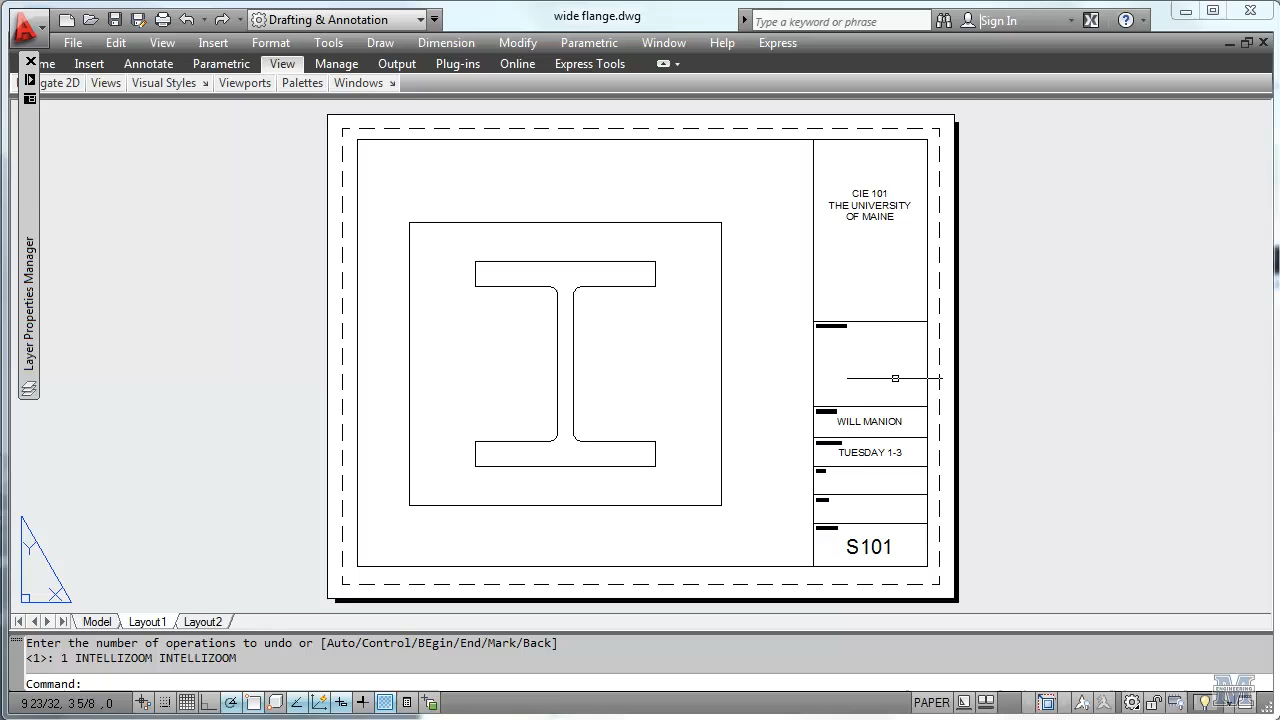 Drafting & Annotation
wide flange.dwg
Type a keyword or phrase
Sign In
File Edit View Insert Format Tools Draw Dimension Modify Parametric Window Help Express
me Insert Annotate Parametric View Manage Output Plug-ins Online Express Tools
gate 2D Views Visual Styles Viewports Palettes Windows
Layer Properties Manager
CIE 101
THE UNIVERSITY
OF MAINE
WILL MANION
TUESDAY 1-3
S101
Y
X
Model Layout1 Layout2
Enter the number of operations to undo or [Auto/Control/BEgin/End/Mark/Back]
<1>: 1 INTELLIZOOM INTELLIZOOM
Command:
9 23/32, 3 5/8 , 0
PAPER
ENGINEERING